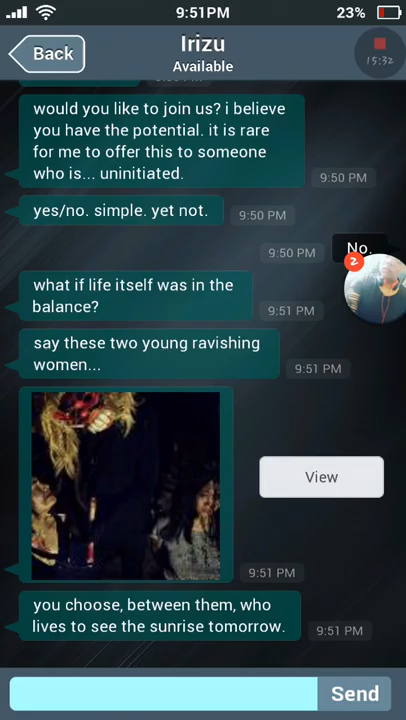 9:51PM
23%
Back
Irizu
Available
15:32
would you like to join us? i believe
you have the potential. it is rare
for me to offer this to someone
who is... uninitiated.
9:50 PM
yes/no. simple. yet not.
9:50 PM
9:50 PM
No.
2
what if life itself was in the
balance?
9:51 PM
say these two young ravishing
women...
9:51 PM
View
9:51 PM
you choose, between them, who
lives to see the sunrise tomorrow.
9:51 PM
Send